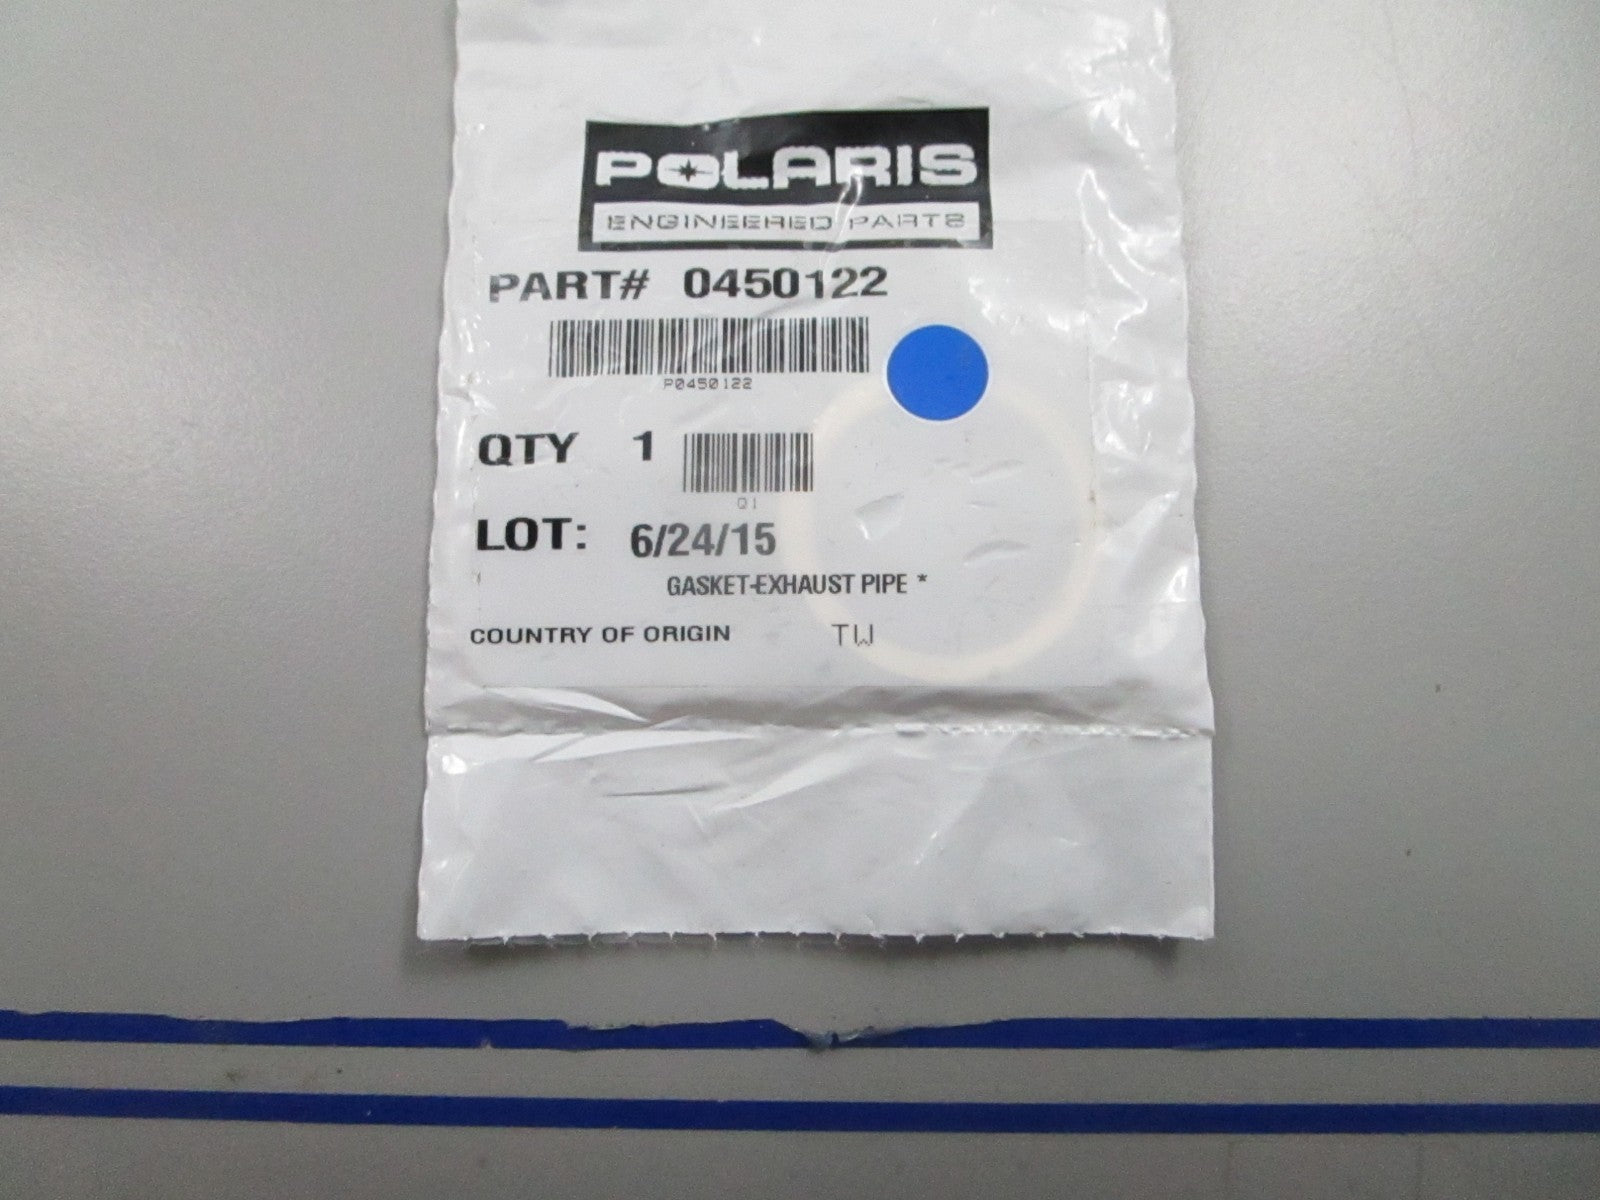 POLARIS
ENGINEERED PARTS
PART# 0450122
P0450122
QTY 1
Q1
LOT: 6/24/15
GASKET-EXHAUST PIPE *
COUNTRY OF ORIGIN TW